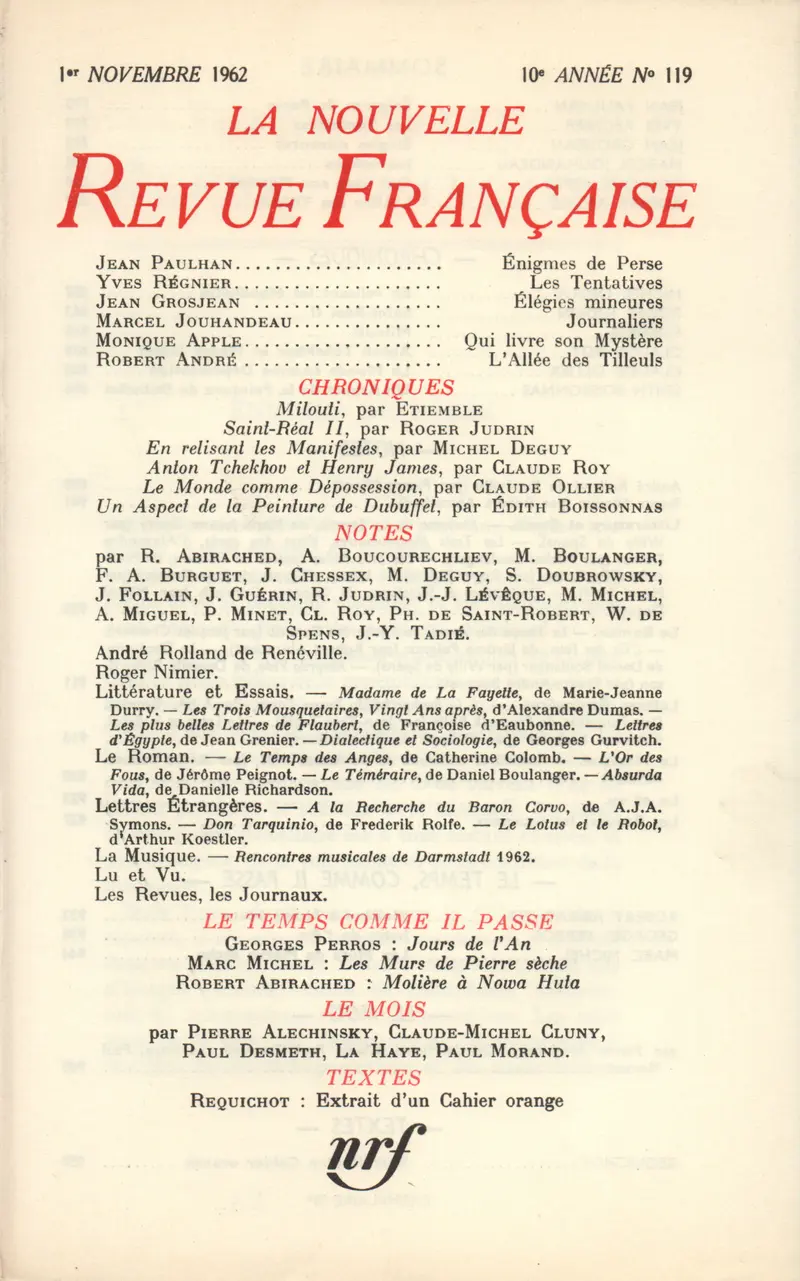 1er NOVEMBRE 1962 10e ANNÉE No 119
LA NOUVELLE
REVUE FRANÇAISE
JEAN PAULHAN..................... Énigmes de Perse
YVES RÉGNIER..................... Les Tentatives
JEAN GROSJEAN ................... Élégies mineures
MARCEL JOUHANDEAU............... Journaliers
MONIQUE APPLE.................... Qui livre son Mystère
ROBERT ANDRÉ .................... L'Allée des Tilleuls
CHRONIQUES
Milouti, par ETIEMBLE
Saint-Réal II, par ROGER JUDRIN
En relisant les Manifestes, par MICHEL DEGUY
Anton Tchekhov et Henry James, par CLAUDE ROY
Le Monde comme Dépossession, par CLAUDE OLLIER
Un Aspect de la Peinture de Dubuffet, par ÉDITH BOISSONNAS
NOTES
par R. ABIRACHED, A. BOUCOURECHLIEV, M. BOULANGER,
F. A. BURGUET, J. CHESSEX, M. DEGUY, S. DOUBROWSKY,
J. FOLLAIN, J. GUÉRIN, R. JUDRIN, J.-J. LÉVÊQUE, M. MICHEL,
A. MIGUEL, P. MINET, CL. ROY, PH. DE SAINT-ROBERT, W. DE
SPENS, J.-Y. TADIÉ.
André Rolland de Renéville.
Roger Nimier.
Littérature et Essais. — Madame de La Fayette, de Marie-Jeanne
Durry. — Les Trois Mousquetaires, Vingt Ans après, d'Alexandre Dumas. —
Les plus belles Lettres de Flaubert, de Françoise d'Eaubonne. — Lettres
d'Égypte, de Jean Grenier. — Dialectique et Sociologie, de Georges Gurvitch.
Le Roman. — Le Temps des Anges, de Catherine Colomb. — L'Or des
Fous, de Jérôme Peignot. — Le Téméraire, de Daniel Boulanger. — Absurda
Vida, de Danielle Richardson.
Lettres Étrangères. — A la Recherche du Baron Corvo, de A.J.A.
Symons. — Don Tarquinio, de Frederik Rolfe. — Le Lotus et le Robot,
d'Arthur Koestler.
La Musique. — Rencontres musicales de Darmstadt 1962.
Lu et Vu.
Les Revues, les Journaux.
LE TEMPS COMME IL PASSE
GEORGES PERROS : Jours de l'An
MARC MICHEL : Les Murs de Pierre sèche
ROBERT ABIRACHED : Molière à Nowa Huta
LE MOIS
par PIERRE ALECHINSKY, CLAUDE-MICHEL CLUNY,
PAUL DESMETH, LA HAYE, PAUL MORAND.
TEXTES
REQUICHOT : Extrait d'un Cahier orange
nrf